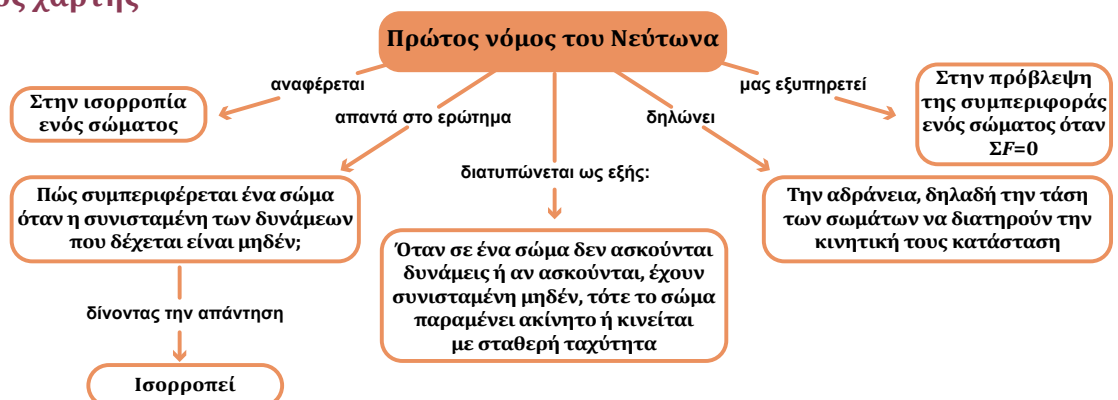 χάρτης
Πρώτος νόμος του Νεύτωνα
αναφέρεται
Στην ισορροπία
ενός σώματος
απαντά στο ερώτημα
Πώς συμπεριφέρεται ένα σώμα
όταν η συνισταμένη των δυνάμεων
που δέχεται είναι μηδέν;
δίνοντας την απάντηση
Ισορροπεί
διατυπώνεται ως εξής:
Όταν σε ένα σώμα δεν ασκούνται
δυνάμεις ή αν ασκούνται, έχουν
συνισταμένη μηδέν, τότε το σώμα
παραμένει ακίνητο ή κινείται
με σταθερή ταχύτητα
δηλώνει
Την αδράνεια, δηλαδή την τάση
των σωμάτων να διατηρούν την
κινητική τους κατάσταση
μας εξυπηρετεί
Στην πρόβλεψη
της συμπεριφοράς
ενός σώματος όταν
ΣF=0